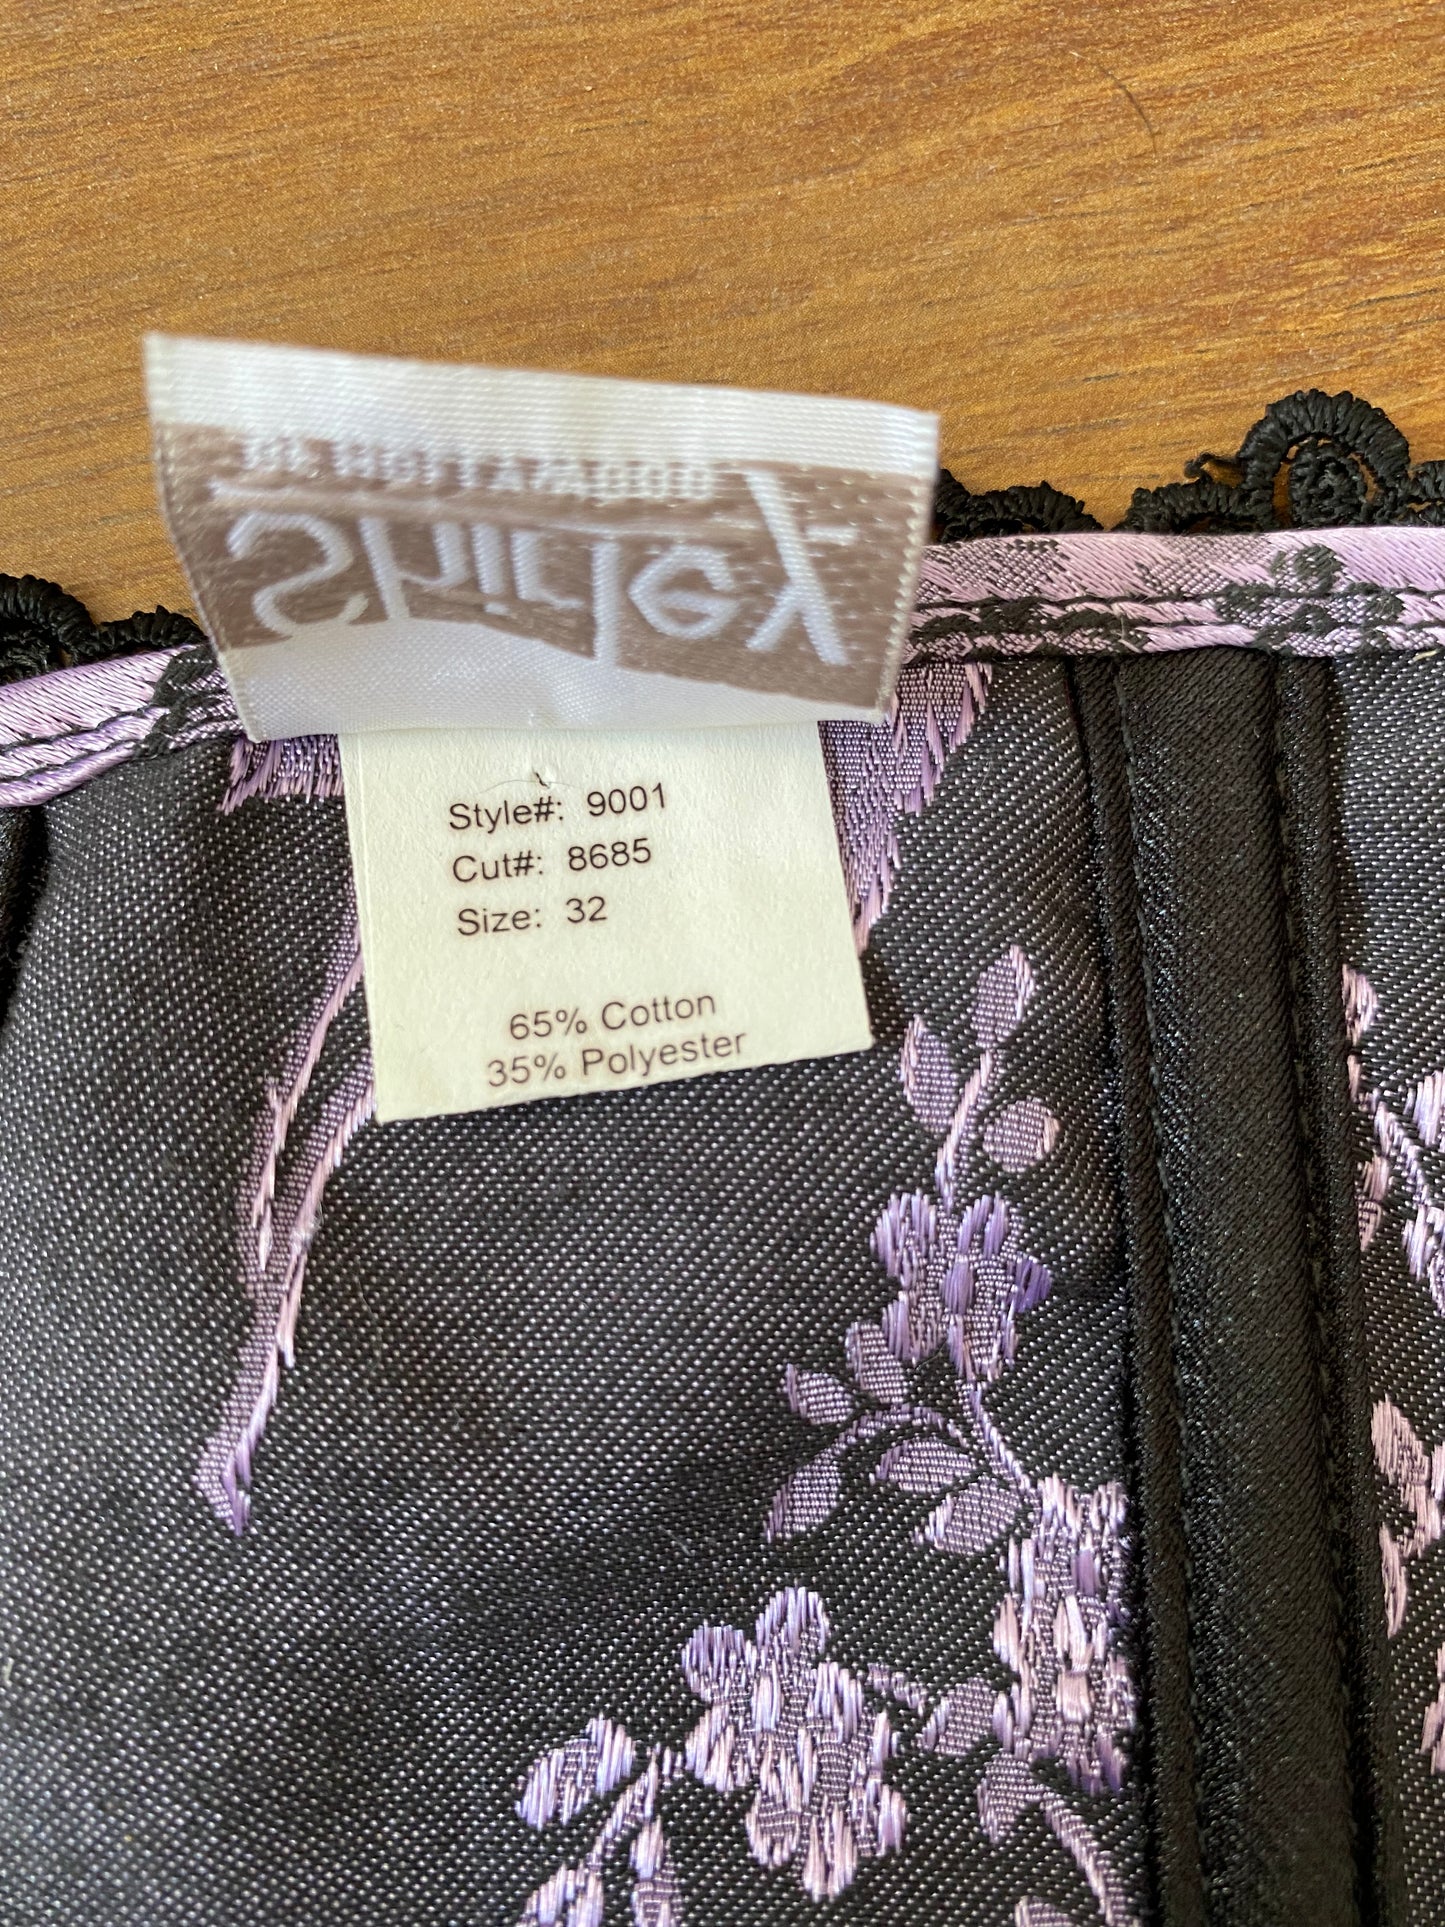 Shirley
OF HOLLYWOOD
Style#: 9001
Cut#: 8685
Size: 32
65% Cotton
35% Polyester